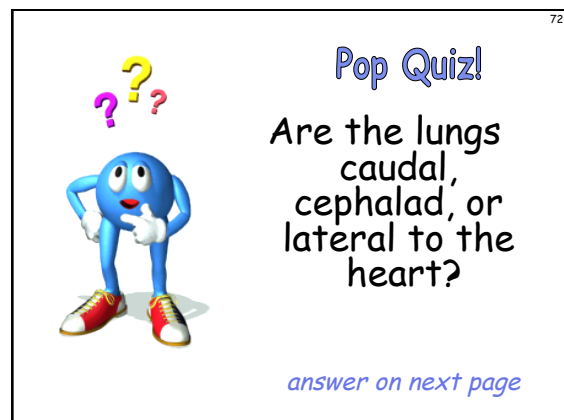 72
? ? ?
Pop Quiz!
Are the lungs
caudal,
cephalad, or
lateral to the
heart?
answer on next page